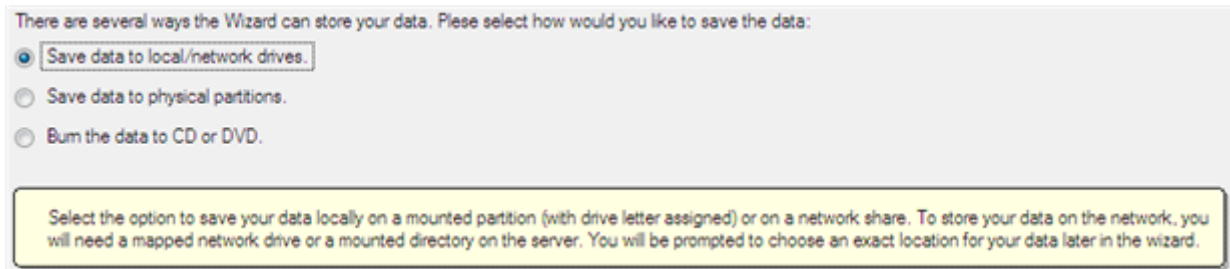 There are several ways the Wizard can store your data. Plese select how would you like to save the data:
Save data to local/network drives.
Save data to physical partitions.
Burn the data to CD or DVD.
Select the option to save your data locally on a mounted partition (with drive letter assigned) or on a network share. To store your data on the network, you
will need a mapped network drive or a mounted directory on the server. You will be prompted to choose an exact location for your data later in the wizard.